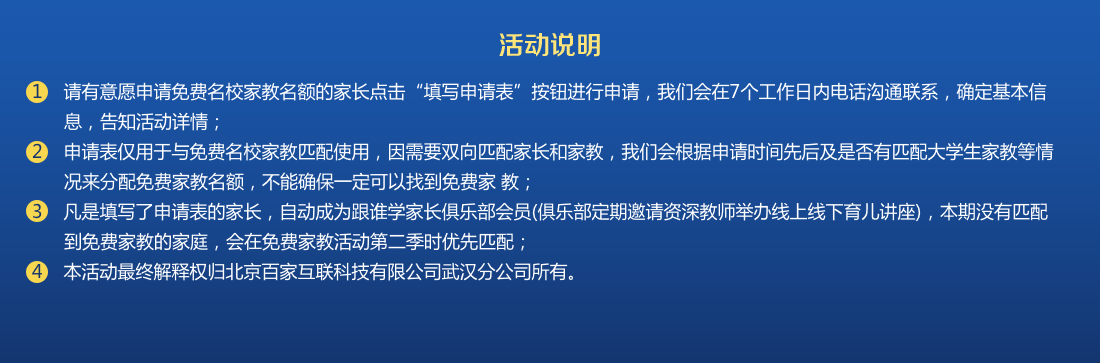 活动说明
1 请有意愿申请免费名校家教名额的家长点击“填写申请表”按钮进行申请，我们会在7个工作日内电话沟通联系，确定基本信
息，告知活动详情；
2 申请表仅用于与免费名校家教匹配使用，因需要双向匹配家长和家教，我们会根据申请时间先后及是否有匹配大学生家教等情
况来分配免费家教名额，不能确保一定可以找到免费家 教；
3 凡是填写了申请表的家长，自动成为跟谁学家长俱乐部会员(俱乐部定期邀请资深教师举办线上线下育儿讲座)，本期没有匹配
到免费家教的家庭，会在免费家教活动第二季时优先匹配；
4 本活动最终解释权归北京百家互联科技有限公司武汉分公司所有。